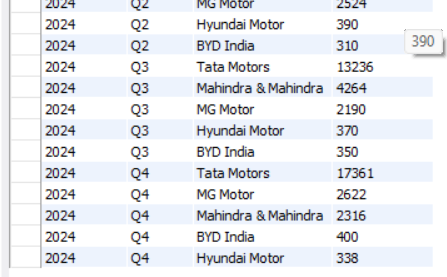 2024 Q2 MG Motor 2524
2024 Q2 Hyundai Motor 390
2024 Q2 BYD India 310
390
2024 Q3 Tata Motors 13236
2024 Q3 Mahindra & Mahindra 4264
2024 Q3 MG Motor 2190
2024 Q3 Hyundai Motor 370
2024 Q3 BYD India 350
2024 Q4 Tata Motors 17361
2024 Q4 MG Motor 2622
2024 Q4 Mahindra & Mahindra 2316
2024 Q4 BYD India 400
2024 Q4 Hyundai Motor 338